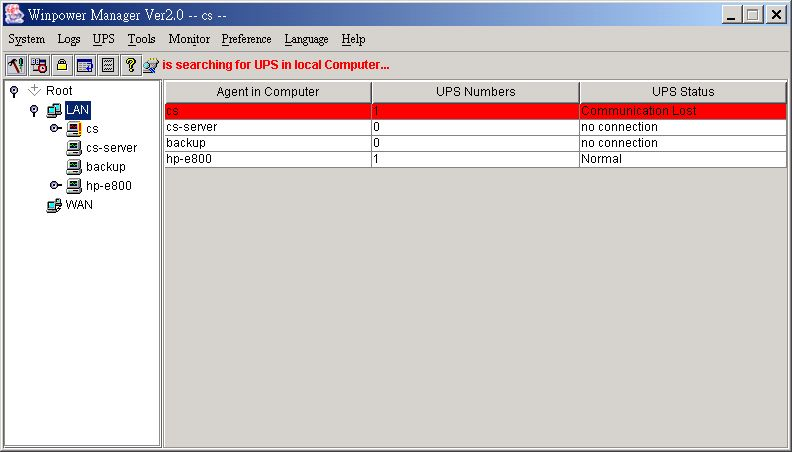 Winpower Manager Ver2.0 -- cs --
System Logs UPS Tools Monitor Preference Language Help
is searching for UPS in local Computer...
Root
LAN
cs
cs-server
backup
hp-e800
WAN
Agent in Computer UPS Numbers UPS Status
cs 1 Communication Lost
cs-server 0 no connection
backup 0 no connection
hp-e800 1 Normal